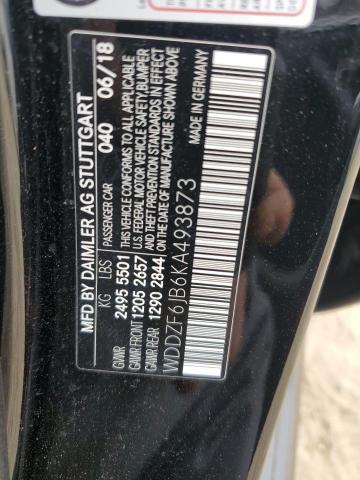 MFD BY DAIMLER AG STUTTGART
KG LBS PASSENGER CAR 040 06/18
GVWR 2495 5501 THIS VEHICLE CONFORMS TO ALL APPLICABLE
GAWR FRONT 1205 2657 U.S. FEDERAL MOTOR VEHICLE SAFETY, BUMPER
GAWR REAR 1290 2844 AND THEFT PREVENTION STANDARDS IN EFFECT
ON THE DATE OF MANUFACTURE SHOWN ABOVE
WDDZF6JB6KA493873 MADE IN GERMANY